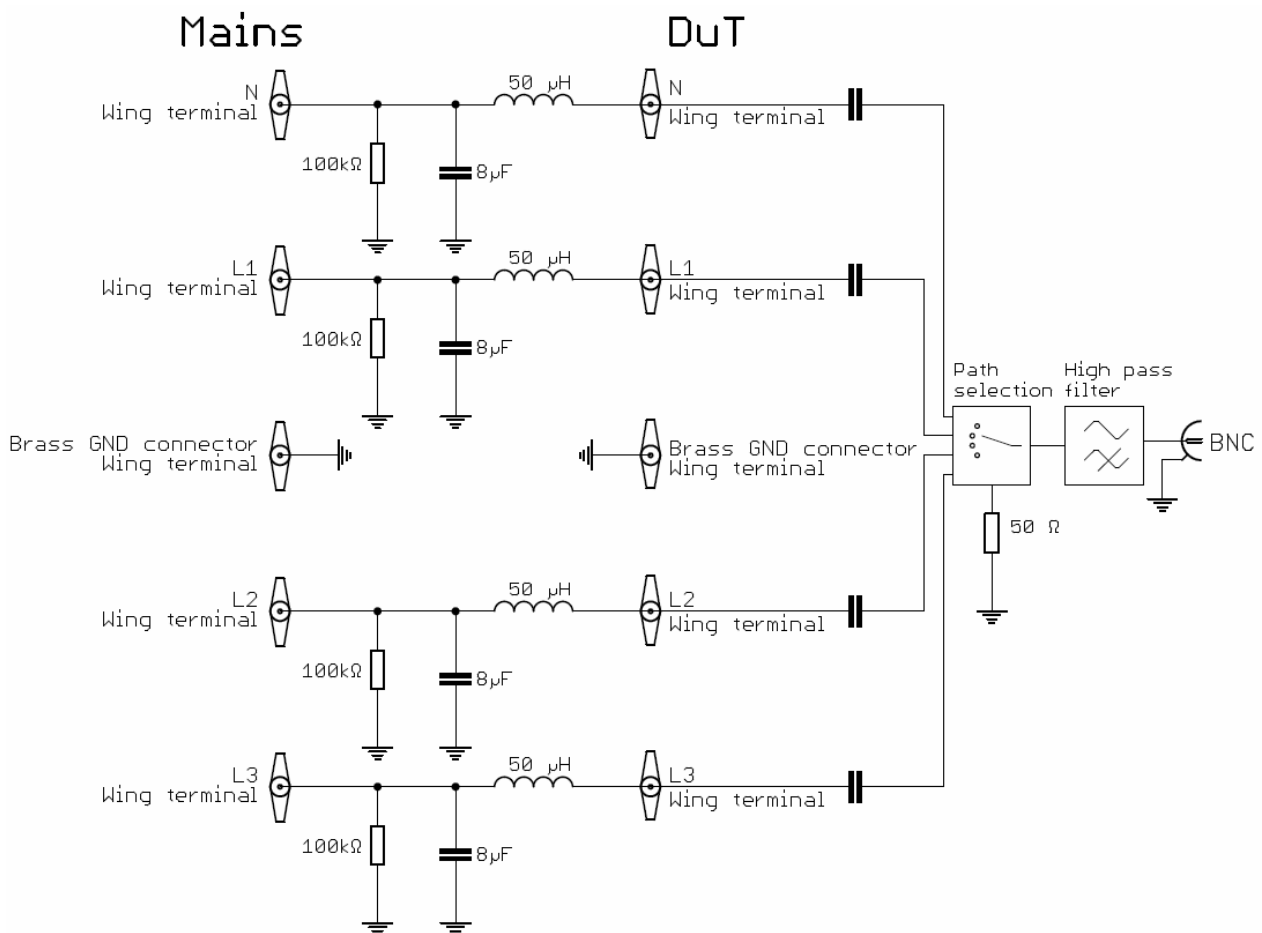 Mains
DuT
N
Wing terminal
50 µH
N
Wing terminal
100kΩ
8µF
L1
Wing terminal
50 µH
L1
Wing terminal
100kΩ
8µF
Path
selection
High pass
filter
Brass GND connector
Wing terminal
Brass GND connector
Wing terminal
BNC
50 Ω
L2
Wing terminal
50 µH
L2
Wing terminal
100kΩ
8µF
L3
Wing terminal
50 µH
L3
Wing terminal
100kΩ
8µF